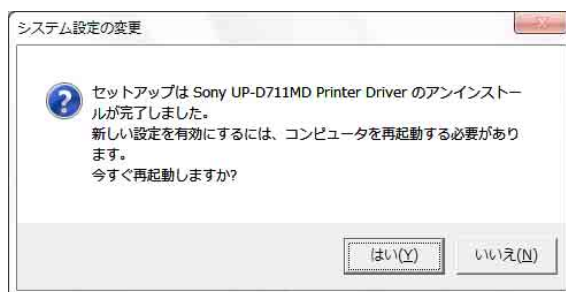 システム設定の変更
セットアップは Sony UP-D711MD Printer Driver のアンインストー
ルが完了しました。
新しい設定を有効にするには、コンピュータを再起動する必要があり
ます。
今すぐ再起動しますか?
はい(Y)
いいえ(N)